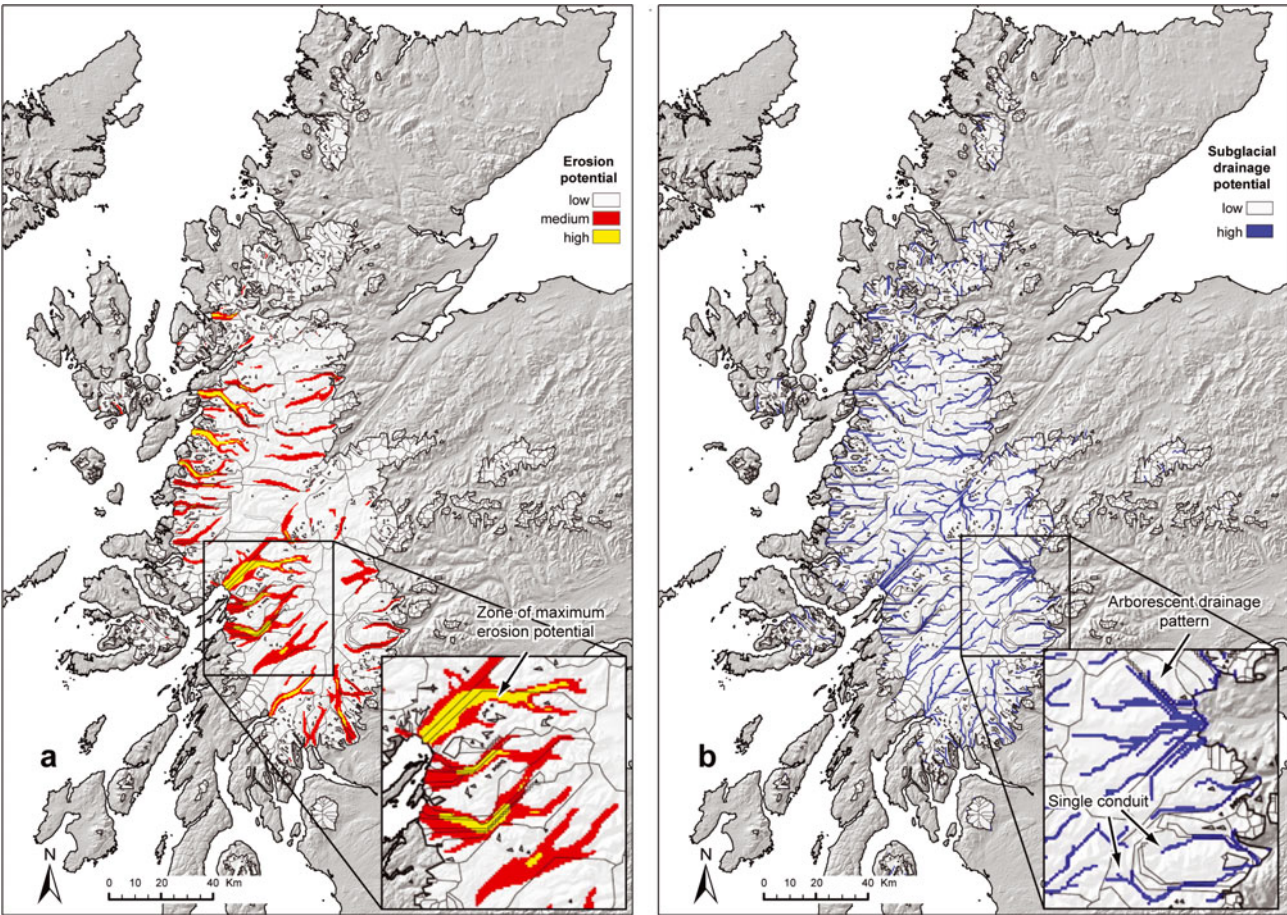 Erosion
potential
low
medium
high
Zone of maximum
erosion potential
a
N
0 10 20 40 Km
Subglacial
drainage
potential
low
high
Arborescent drainage
pattern
Single conduit
b
N
0 10 20 40 Km